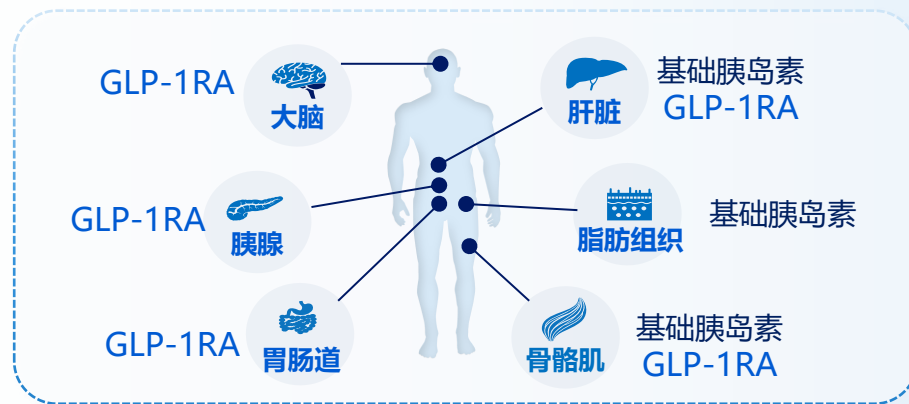 GLP-1RA
大脑
肝脏
基础胰岛素
GLP-1RA
GLP-1RA
胰腺
脂肪组织
基础胰岛素
GLP-1RA
胃肠道
骨骼肌
基础胰岛素
GLP-1RA